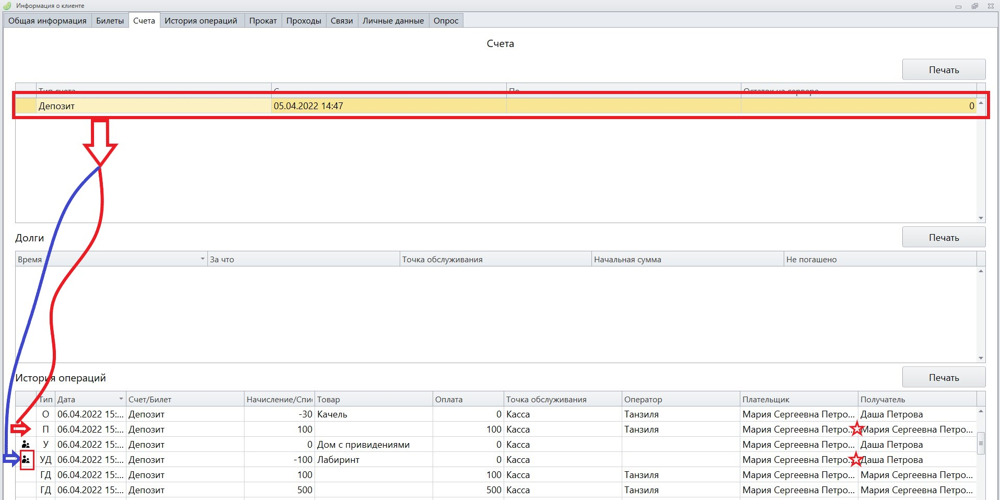 Информация о клиенте
Общая информация Билеты Счета История операций Прокат Проходы Связи Личные данные Опрос
Счета
Печать
Тип счета С По Остаток на сервере
Депозит 05.04.2022 14:47 0
Долги Печать
Время За что Точка обслуживания Начальная сумма Не погашено
История операций Печать
Тип Дата Счет/Билет Начисление/Спи Товар Оплата Точка обслуживания Оператор Плательщик Получатель
О 06.04.2022 15:... Депозит -30 Качель 0 Касса Танзиля Мария Сергеевна Петро... Даша Петрова
П 06.04.2022 15:... Депозит 100 100 Касса Танзиля Мария Сергеевна Петро... Мария Сергеевна Петро...
У 06.04.2022 15:... Депозит 0 Дом с привидениями 0 Касса Мария Сергеевна Петро... Даша Петрова
УД 06.04.2022 15:... Депозит -100 Лабиринт 0 Касса Мария Сергеевна Петро... Даша Петрова
ГД 06.04.2022 15:... Депозит 100 100 Касса Танзиля Мария Сергеевна Петро... Мария Сергеевна Петро...
ГД 06.04.2022 15:... Депозит 500 500 Касса Танзиля Мария Сергеевна Петро... Мария Сергеевна Петро...